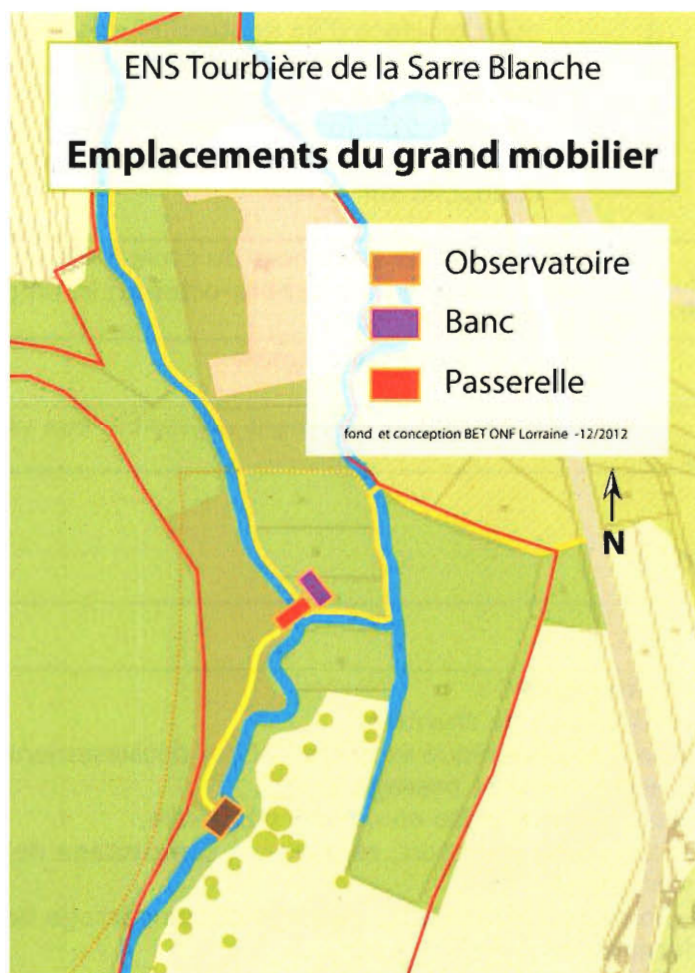 ENS Tourbière de la Sarre Blanche
Emplacements du grand mobilier
Observatoire
Banc
Passerelle
fond et conception BET ONF Lorraine -12/2012
N